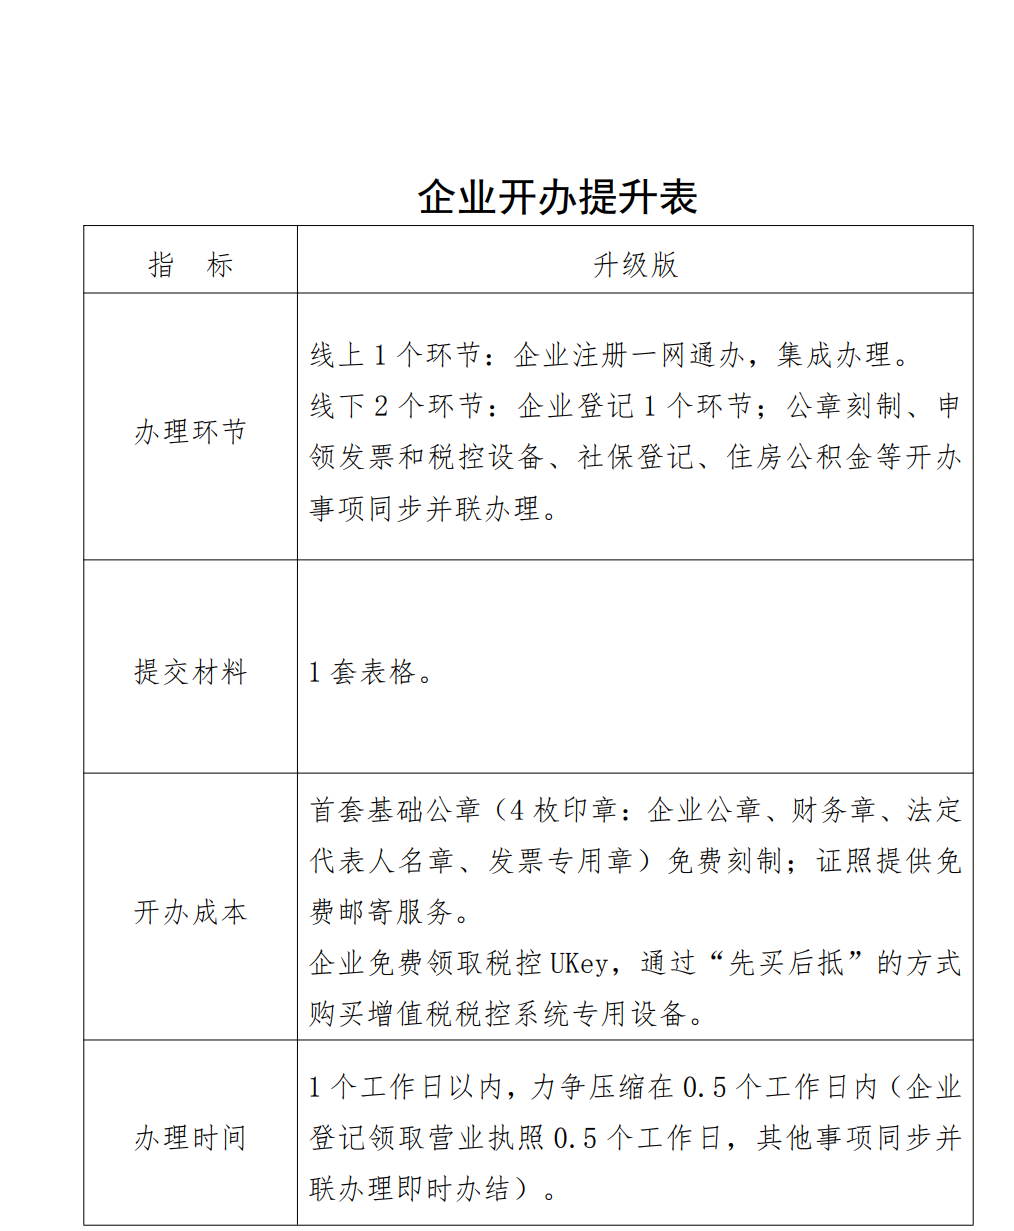 企业开办提升表
指 标
升级版
办理环节
线上 1 个环节：企业注册一网通办，集成办理。
线下 2 个环节：企业登记 1 个环节；公章刻制、申
领发票和税控设备、社保登记、住房公积金等开办
事项同步并联办理。
提交材料
1 套表格。
开办成本
首套基础公章（4 枚印章：企业公章、财务章、法定
代表人名章、发票专用章）免费刻制；证照提供免
费邮寄服务。
企业免费领取税控 UKey，通过“先买后抵”的方式
购买增值税税控系统专用设备。
办理时间
1 个工作日以内，力争压缩在 0.5 个工作日内（企业
登记领取营业执照 0.5 个工作日，其他事项同步并
联办理即时办结）。